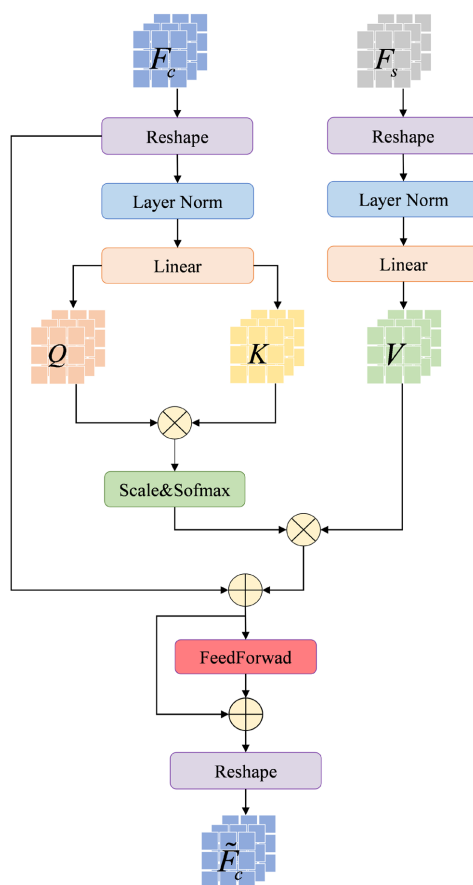 F_c F_s
Reshape Reshape
Layer Norm Layer Norm
Linear Linear
Q K V
Scale&Sofmax
FeedForwad
Reshape
F̃_c